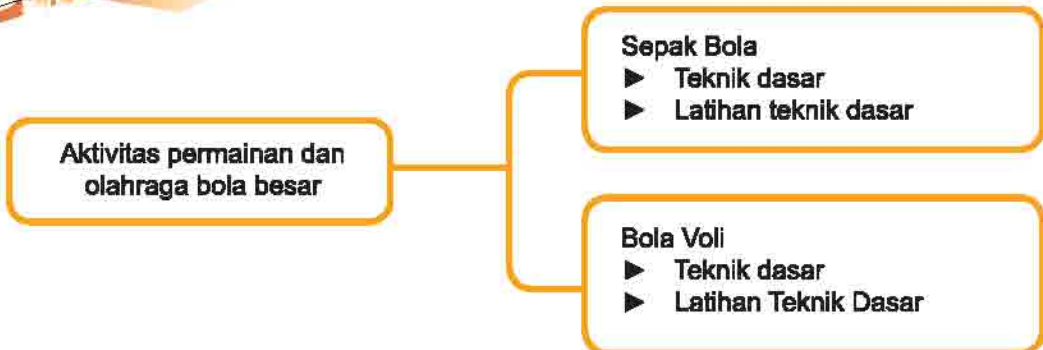 Aktivitas permainan dan
olahraga bola besar
Sepak Bola
► Teknik dasar
► Latihan teknik dasar
Bola Voli
► Teknik dasar
► Latihan Teknik Dasar